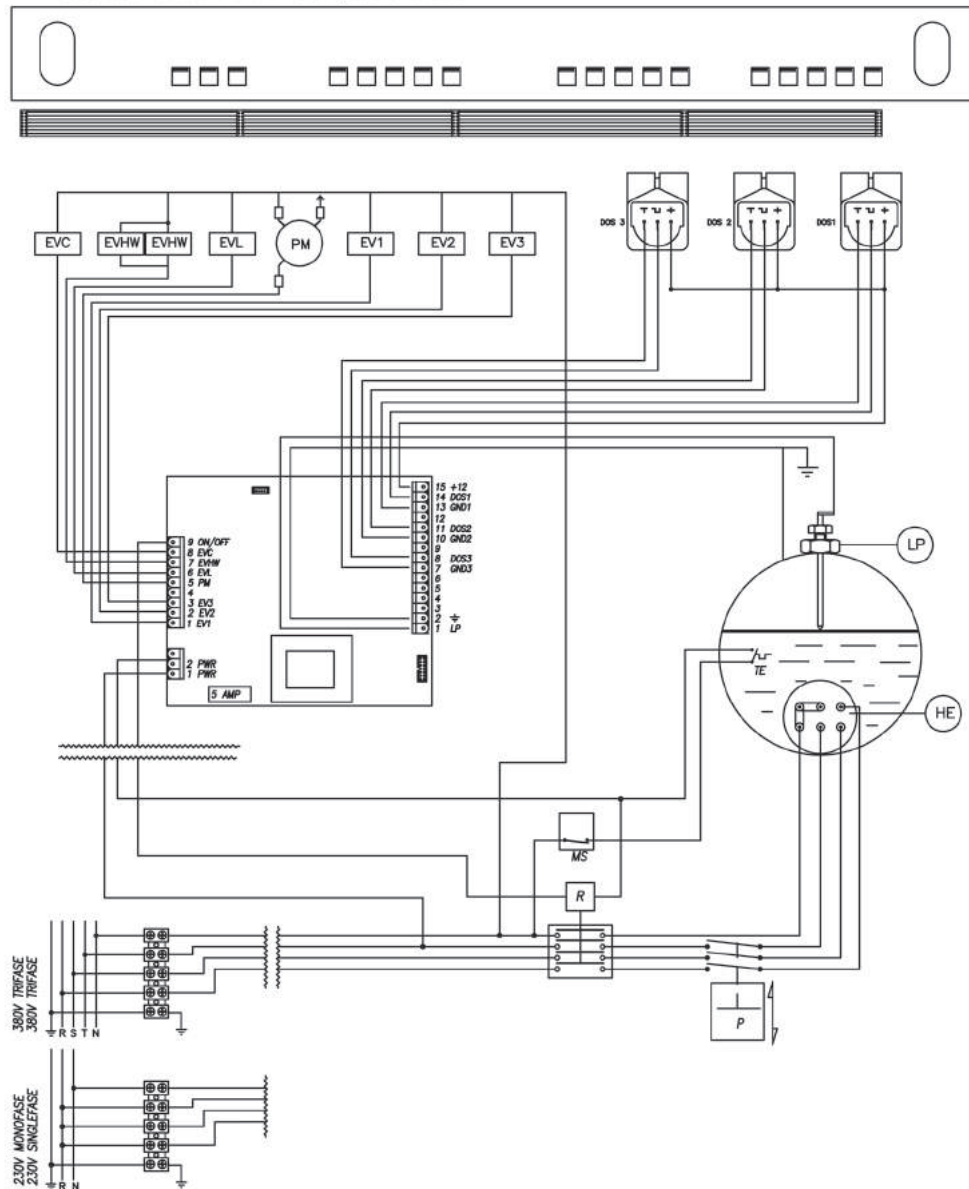 DOS 3
DOS 2
DOS1
EVC
EVHW
EVHW
EVL
PM
EV1
EV2
EV3
15 +12
14 DOS1
13 GND1
12
11 DOS2
10 GND2
9
8 DOS3
7 GND3
6
5
4
3
2
1 LP
9 ON/OFF
8 EVC
7 EVHW
6 EVL
5 PM
4
3 EV3
2 EV2
1 EV1
2 PWR
1 PWR
5 AMP
LP
TE
HE
MS
R
P
380V TRIFASE
380V TRIFASE
R S T N
230V MONOFASE
230V SINGLEFASE
R N